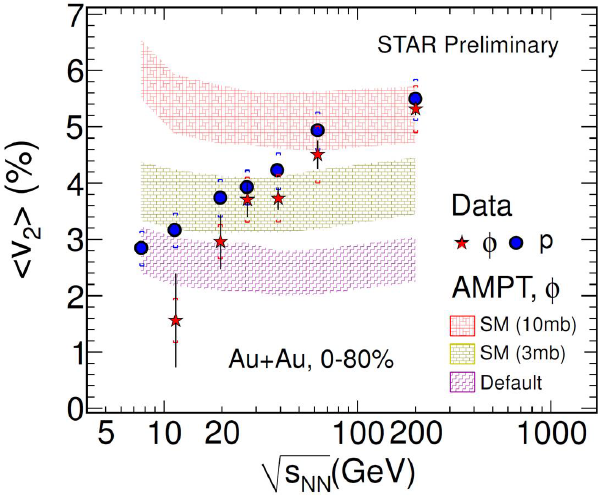 7
6
5
4
3
2
1
0
<v2> (%)
STAR Preliminary
Data
ϕ p
AMPT, ϕ
SM (10mb)
SM (3mb)
Default
Au+Au, 0-80%
5 10 20 100 200 1000
√sNN(GeV)